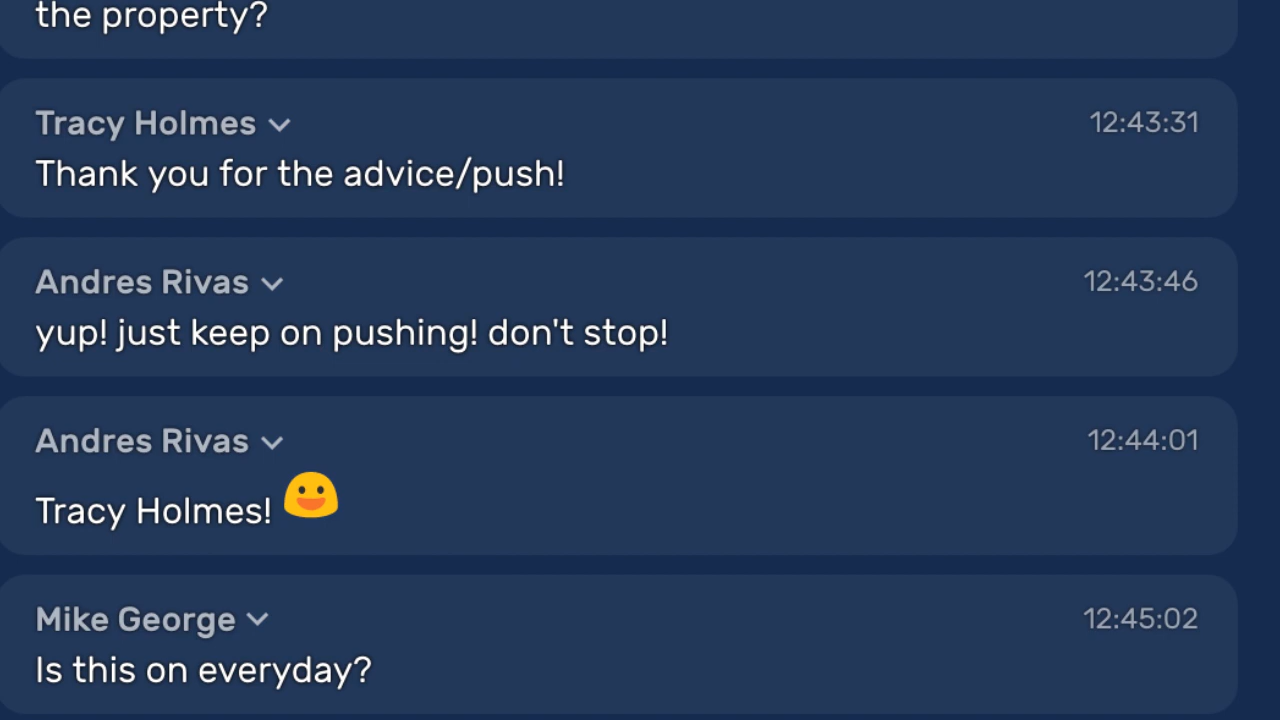 the property?
Tracy Holmes 12:43:31
Thank you for the advice/push!
Andres Rivas 12:43:46
yup! just keep on pushing! don't stop!
Andres Rivas 12:44:01
Tracy Holmes! 😃
Mike George 12:45:02
Is this on everyday?